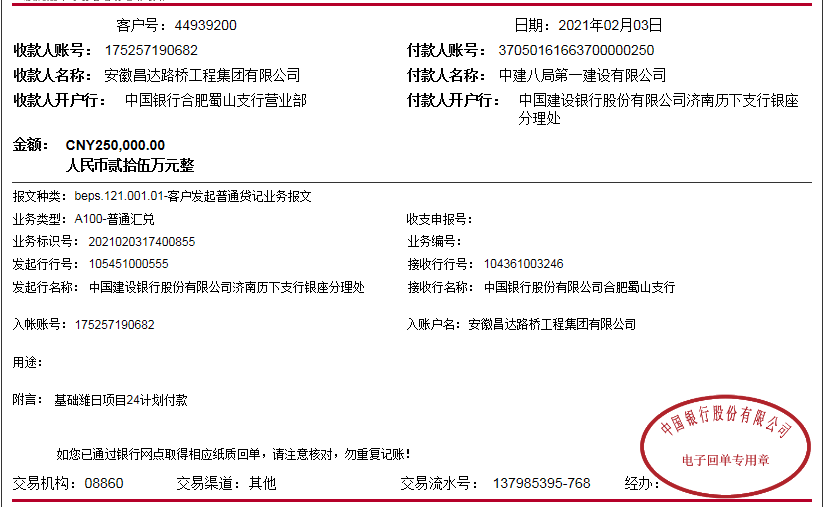 客户号：44939200 日期：2021年02月03日
收款人账号：175257190682 付款人账号：37050161663700000250
收款人名称：安徽昌达路桥工程集团有限公司 付款人名称：中建八局第一建设有限公司
收款人开户行：中国银行合肥蜀山支行营业部 付款人开户行：中国建设银行股份有限公司济南历下支行银座
分理处
金额：CNY250,000.00
人民币贰拾伍万元整
报文种类：beps.121.001.01-客户发起普通贷记业务报文
业务类型：A100-普通汇兑 收支申报号：
业务标识号：2021020317400855 业务编号：
发起行行号：105451000555 接收行行号：104361003246
发起行名称：中国建设银行股份有限公司济南历下支行银座分理处 接收行名称：中国银行股份有限公司合肥蜀山支行
入帐账号：175257190682 入账户名：安徽昌达路桥工程集团有限公司
用途：
附言：基础维日项目24计划付款
中国银行股份有限公司
电子回单专用章
如您已通过银行网点取得相应纸质回单，请注意核对，勿重复记账！
交易机构：08860 交易渠道：其他 交易流水号：137985395-768 经办：